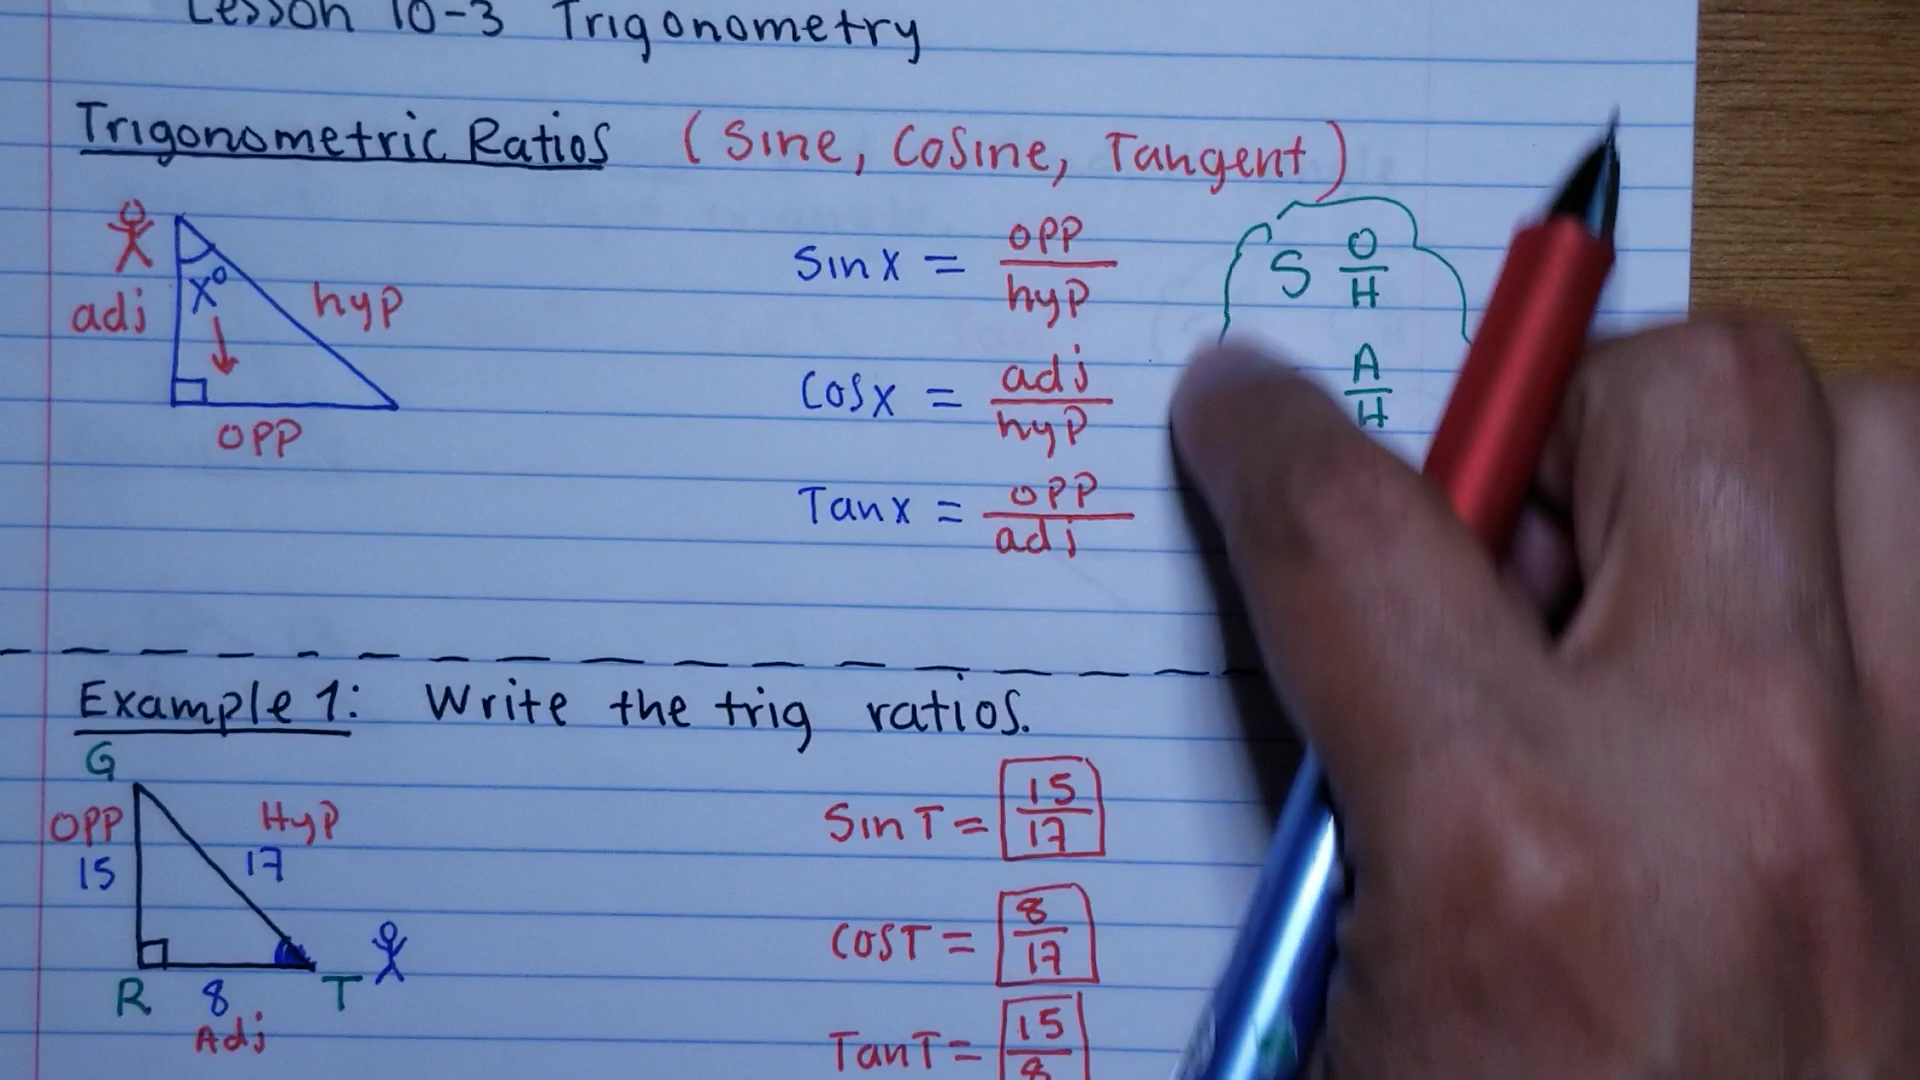 Lesson 10-3 Trigonometry
Trigonometric Ratios (Sine, Cosine, Tangent)
x°
adj
hyp
opp
Sin x = opp/hyp
Cos x = adj/hyp
Tan x = opp/adj
S O/H
A/H
Example 1: Write the trig ratios.
G
OPP
15
Hyp
17
R
8
T
Adj
Sin T = 15/17
Cos T = 8/17
Tan T = 15/8